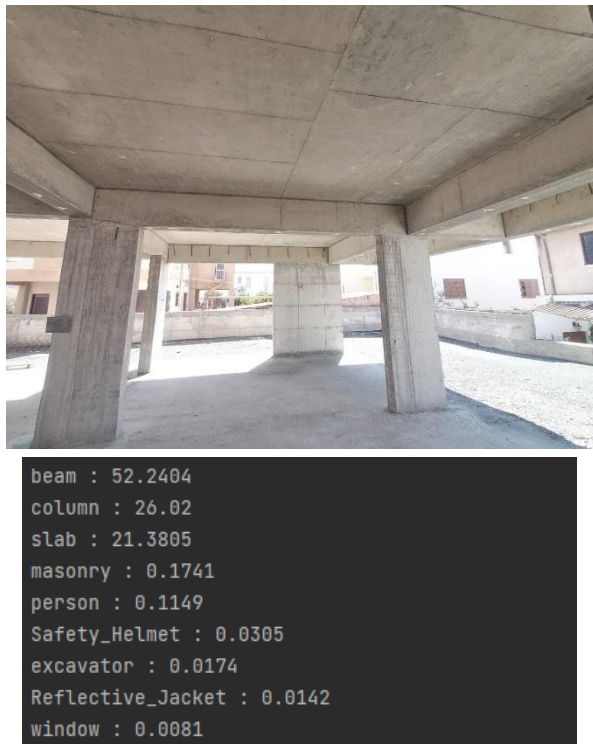 beam : 52.2404
column : 26.02
slab : 21.3805
masonry : 0.1741
person : 0.1149
Safety_Helmet : 0.0305
excavator : 0.0174
Reflective_Jacket : 0.0142
window : 0.0081